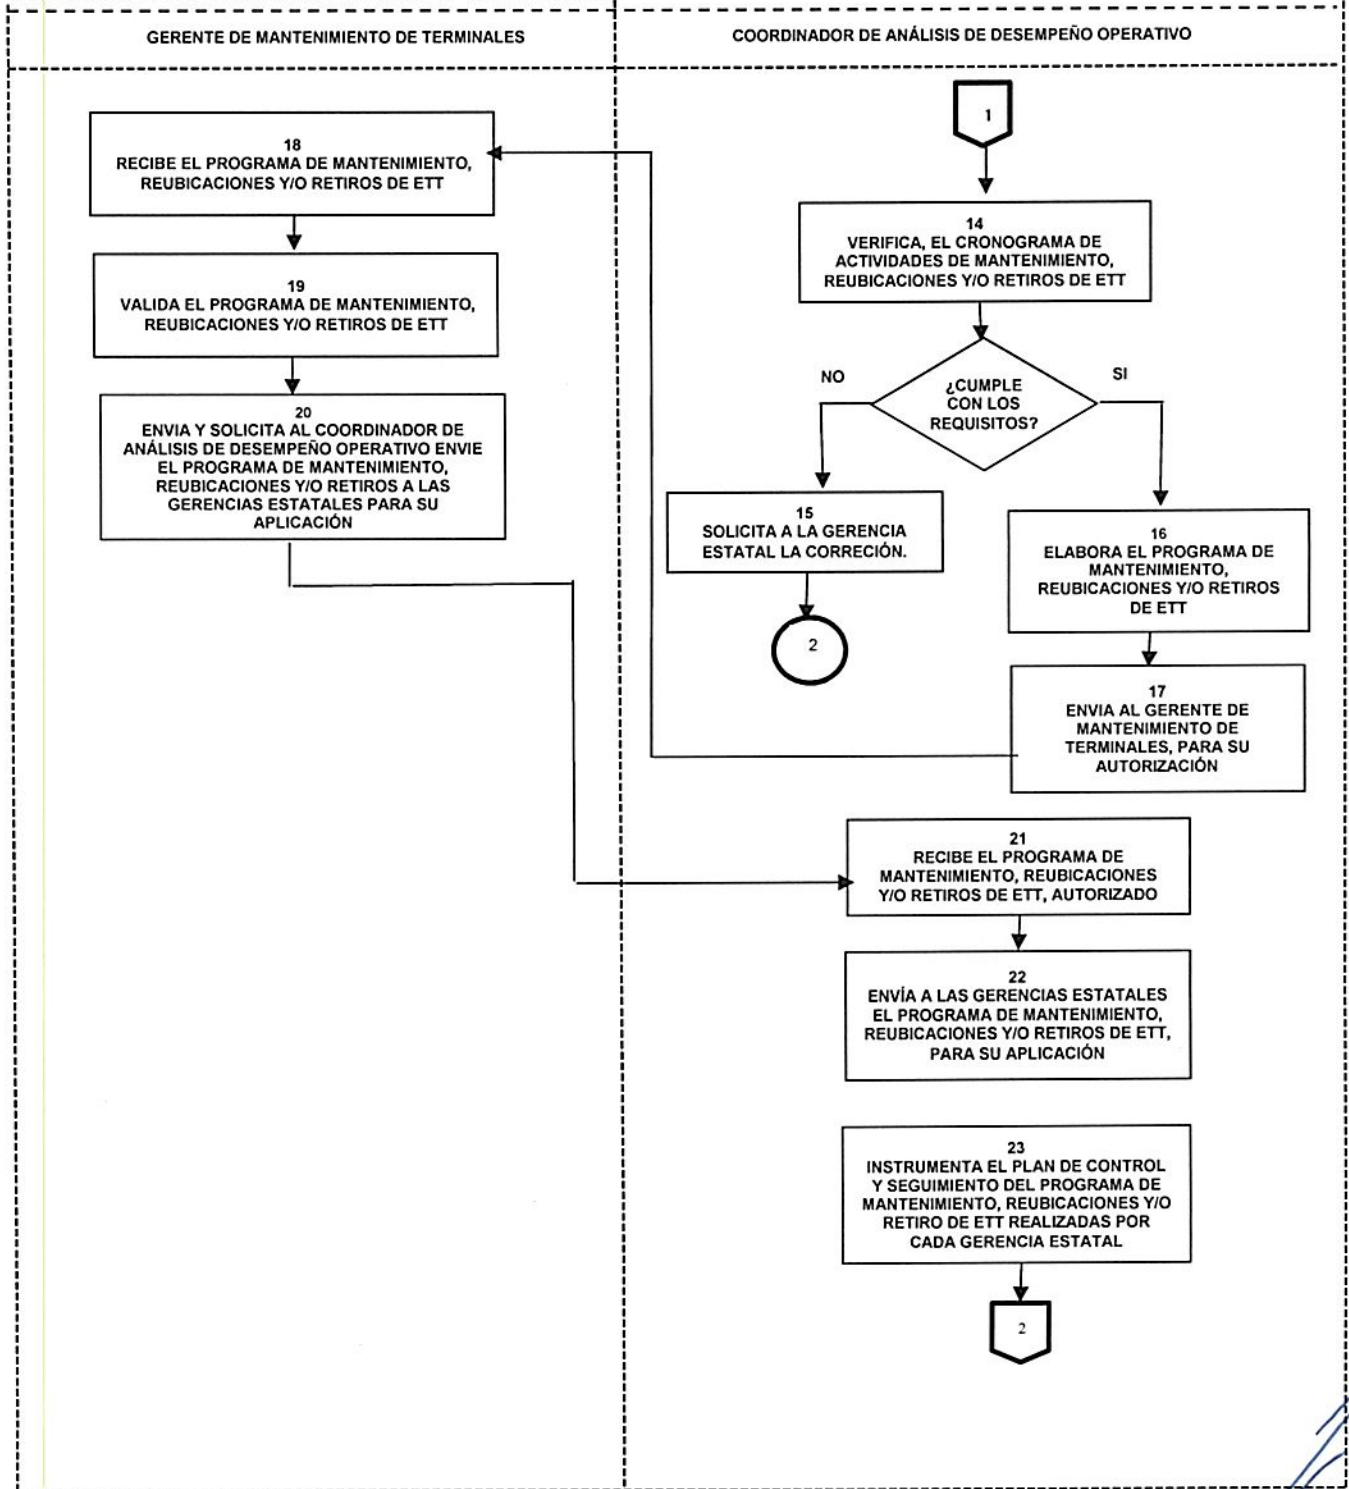 GERENTE DE MANTENIMIENTO DE TERMINALES
COORDINADOR DE ANÁLISIS DE DESEMPEÑO OPERATIVO
1
14
VERIFICA, EL CRONOGRAMA DE
ACTIVIDADES DE MANTENIMIENTO,
REUBICACIONES Y/O RETIROS DE ETT
¿CUMPLE
CON LOS
REQUISITOS?
NO
SI
15
SOLICITA A LA GERENCIA
ESTATAL LA CORRECIÓN.
2
16
ELABORA EL PROGRAMA DE
MANTENIMIENTO,
REUBICACIONES Y/O RETIROS
DE ETT
17
ENVIA AL GERENTE DE
MANTENIMIENTO DE
TERMINALES, PARA SU
AUTORIZACIÓN
18
RECIBE EL PROGRAMA DE MANTENIMIENTO,
REUBICACIONES Y/O RETIROS DE ETT
19
VALIDA EL PROGRAMA DE MANTENIMIENTO,
REUBICACIONES Y/O RETIROS DE ETT
20
ENVIA Y SOLICITA AL COORDINADOR DE
ANÁLISIS DE DESEMPEÑO OPERATIVO ENVIE
EL PROGRAMA DE MANTENIMIENTO,
REUBICACIONES Y/O RETIROS A LAS
GERENCIAS ESTATALES PARA SU
APLICACIÓN
21
RECIBE EL PROGRAMA DE
MANTENIMIENTO, REUBICACIONES
Y/O RETIROS DE ETT, AUTORIZADO
22
ENVÍA A LAS GERENCIAS ESTATALES
EL PROGRAMA DE MANTENIMIENTO,
REUBICACIONES Y/O RETIROS DE ETT,
PARA SU APLICACIÓN
23
INSTRUMENTA EL PLAN DE CONTROL
Y SEGUIMIENTO DEL PROGRAMA DE
MANTENIMIENTO, REUBICACIONES Y/O
RETIRO DE ETT REALIZADAS POR
CADA GERENCIA ESTATAL
2